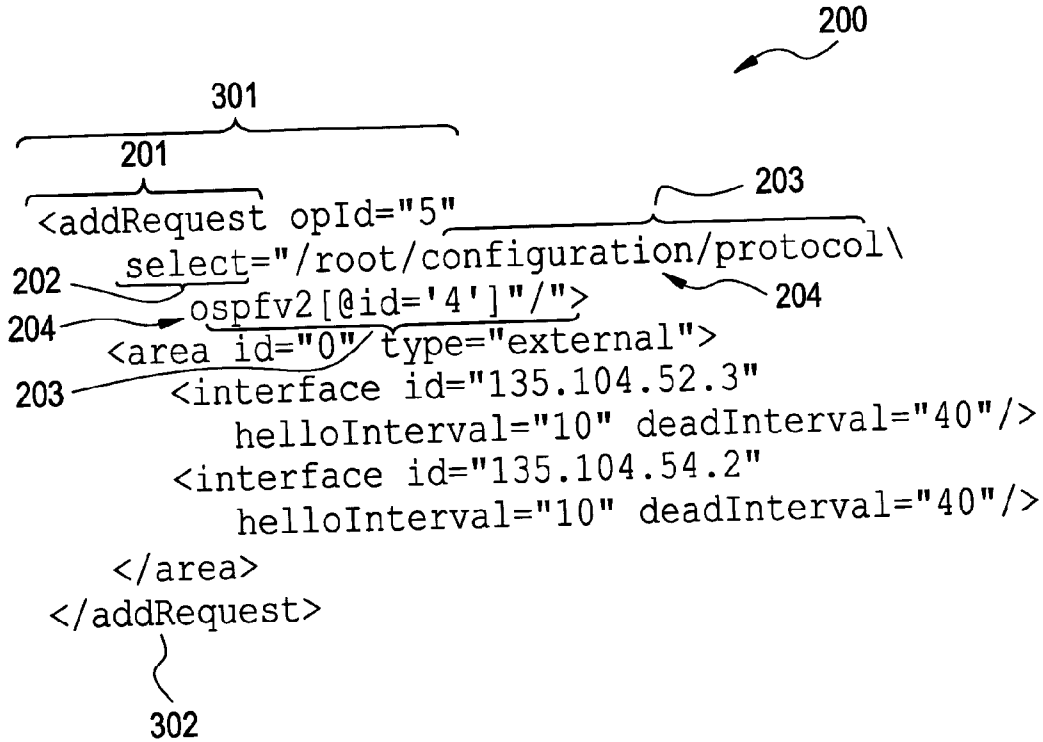 200
301
201
203
<addRequest opId="5"
select="/root/configuration/protocol\
202
204
ospfv2[@id='4']"/">
204
<area id="0" type="external">
203
<interface id="135.104.52.3"
helloInterval="10" deadInterval="40"/>
<interface id="135.104.54.2"
helloInterval="10" deadInterval="40"/>
</area>
</addRequest>
302